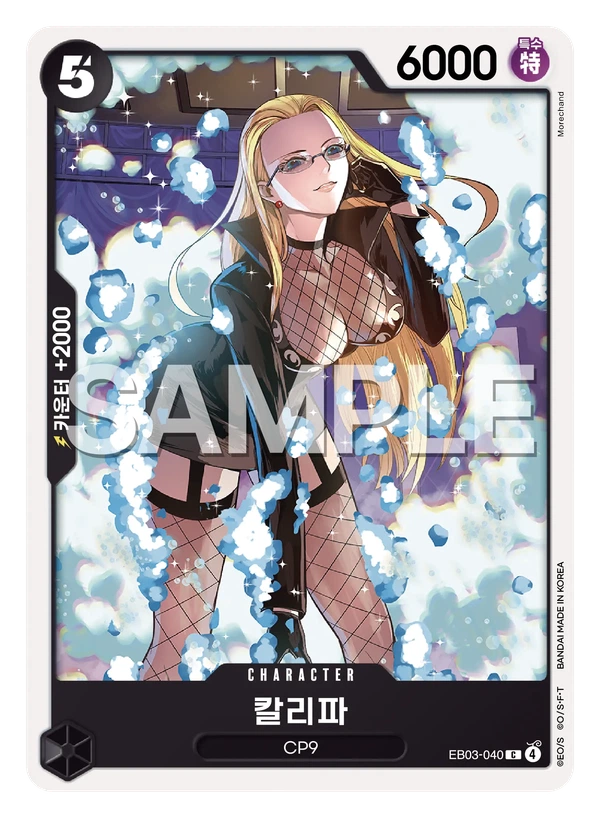 5
6000
특수
特
Morechand
카운터 +2000
SAMPLE
CHARACTER
칼리파
CP9
EB03-040 C 4
©EO/S ©O/S·F·T BANDAI MADE IN KOREA